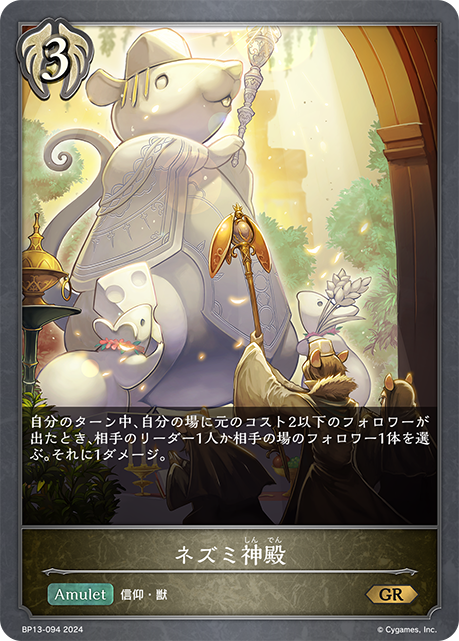 3
自分のターン中、自分の場に元のコスト2以下のフォロワーが
出たとき、相手のリーダー1人か相手の場のフォロワー1体を選
ぶ。それに1ダメージ。
しんでん
ネズミ神殿
Amulet 信仰・獣 GR
BP13-094 2024 © Cygames, Inc.